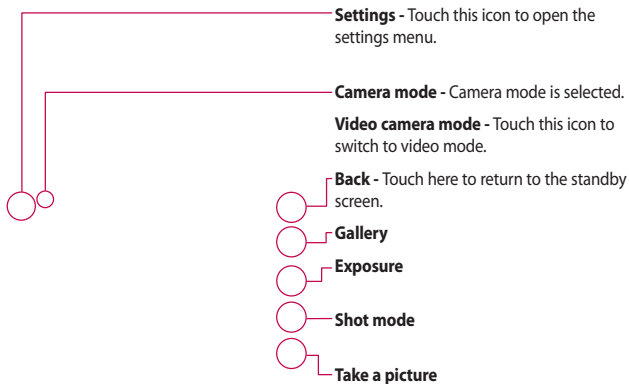 Settings - Touch this icon to open the
settings menu.
Camera mode - Camera mode is selected.
Video camera mode - Touch this icon to
switch to video mode.
Back - Touch here to return to the standby
screen.
Gallery
Exposure
Shot mode
Take a picture